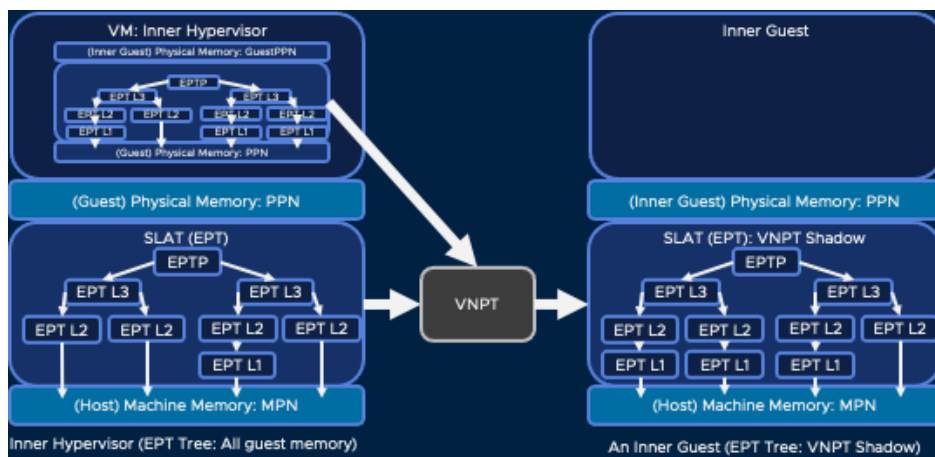 VM: Inner Hypervisor
(Inner Guest) Physical Memory: GuestPPN
EPTP
EPT L3 EPT L3
EPT L2 EPT L2 EPT L2 EPT L2
EPT L1 EPT L1 EPT L1
(Guest) Physical Memory: PPN
(Guest) Physical Memory: PPN
SLAT (EPT)
EPTP
EPT L3 EPT L3
EPT L2 EPT L2 EPT L2 EPT L2
EPT L1
(Host) Machine Memory: MPN
Inner Hypervisor (EPT Tree: All guest memory)
VNPT
Inner Guest
(Inner Guest) Physical Memory: PPN
SLAT (EPT): VNPT Shadow
EPTP
EPT L3 EPT L3
EPT L2 EPT L2 EPT L2 EPT L2
EPT L1 EPT L1 EPT L1
(Host) Machine Memory: MPN
An Inner Guest (EPT Tree: VNPT Shadow)